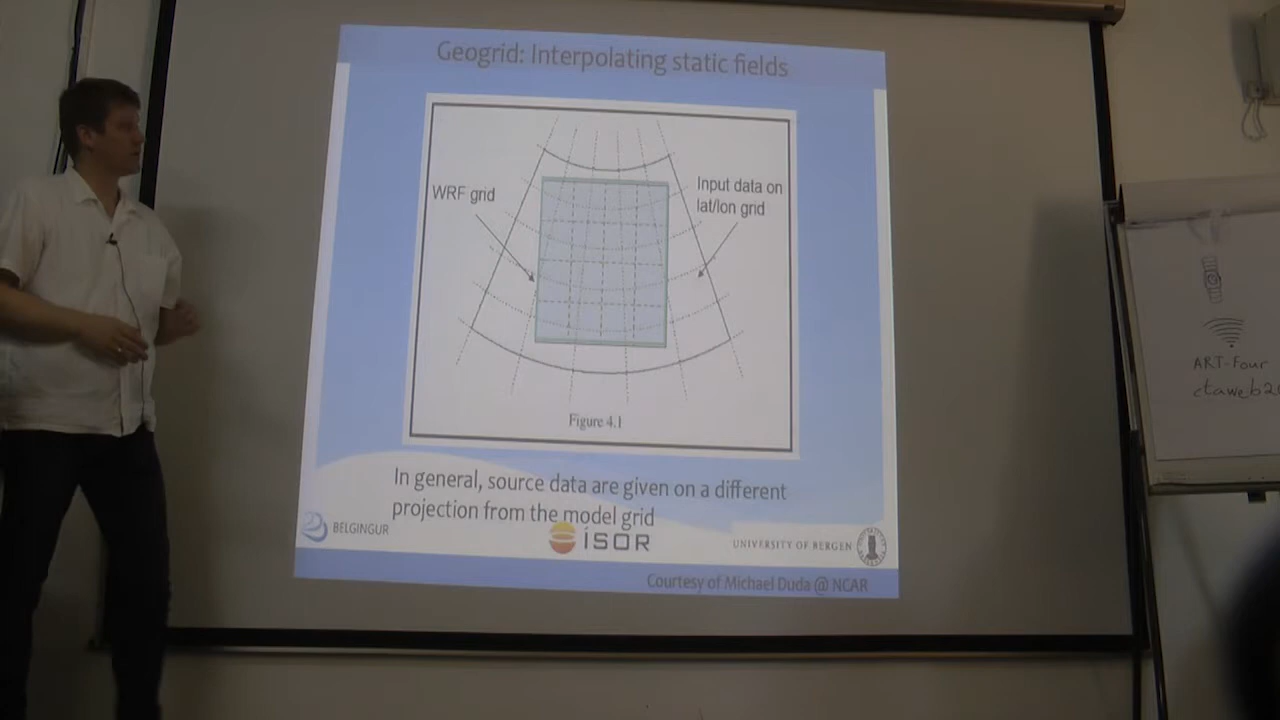 Geogrid: Interpolating static fields
WRF grid
Input data on
lat/lon grid
Figure 4.1
In general, source data are given on a different
projection from the model grid
BELGINGUR
ÍSOR
UNIVERSITY OF BERGEN
Courtesy of Michael Duda @ NCAR
ART-Four